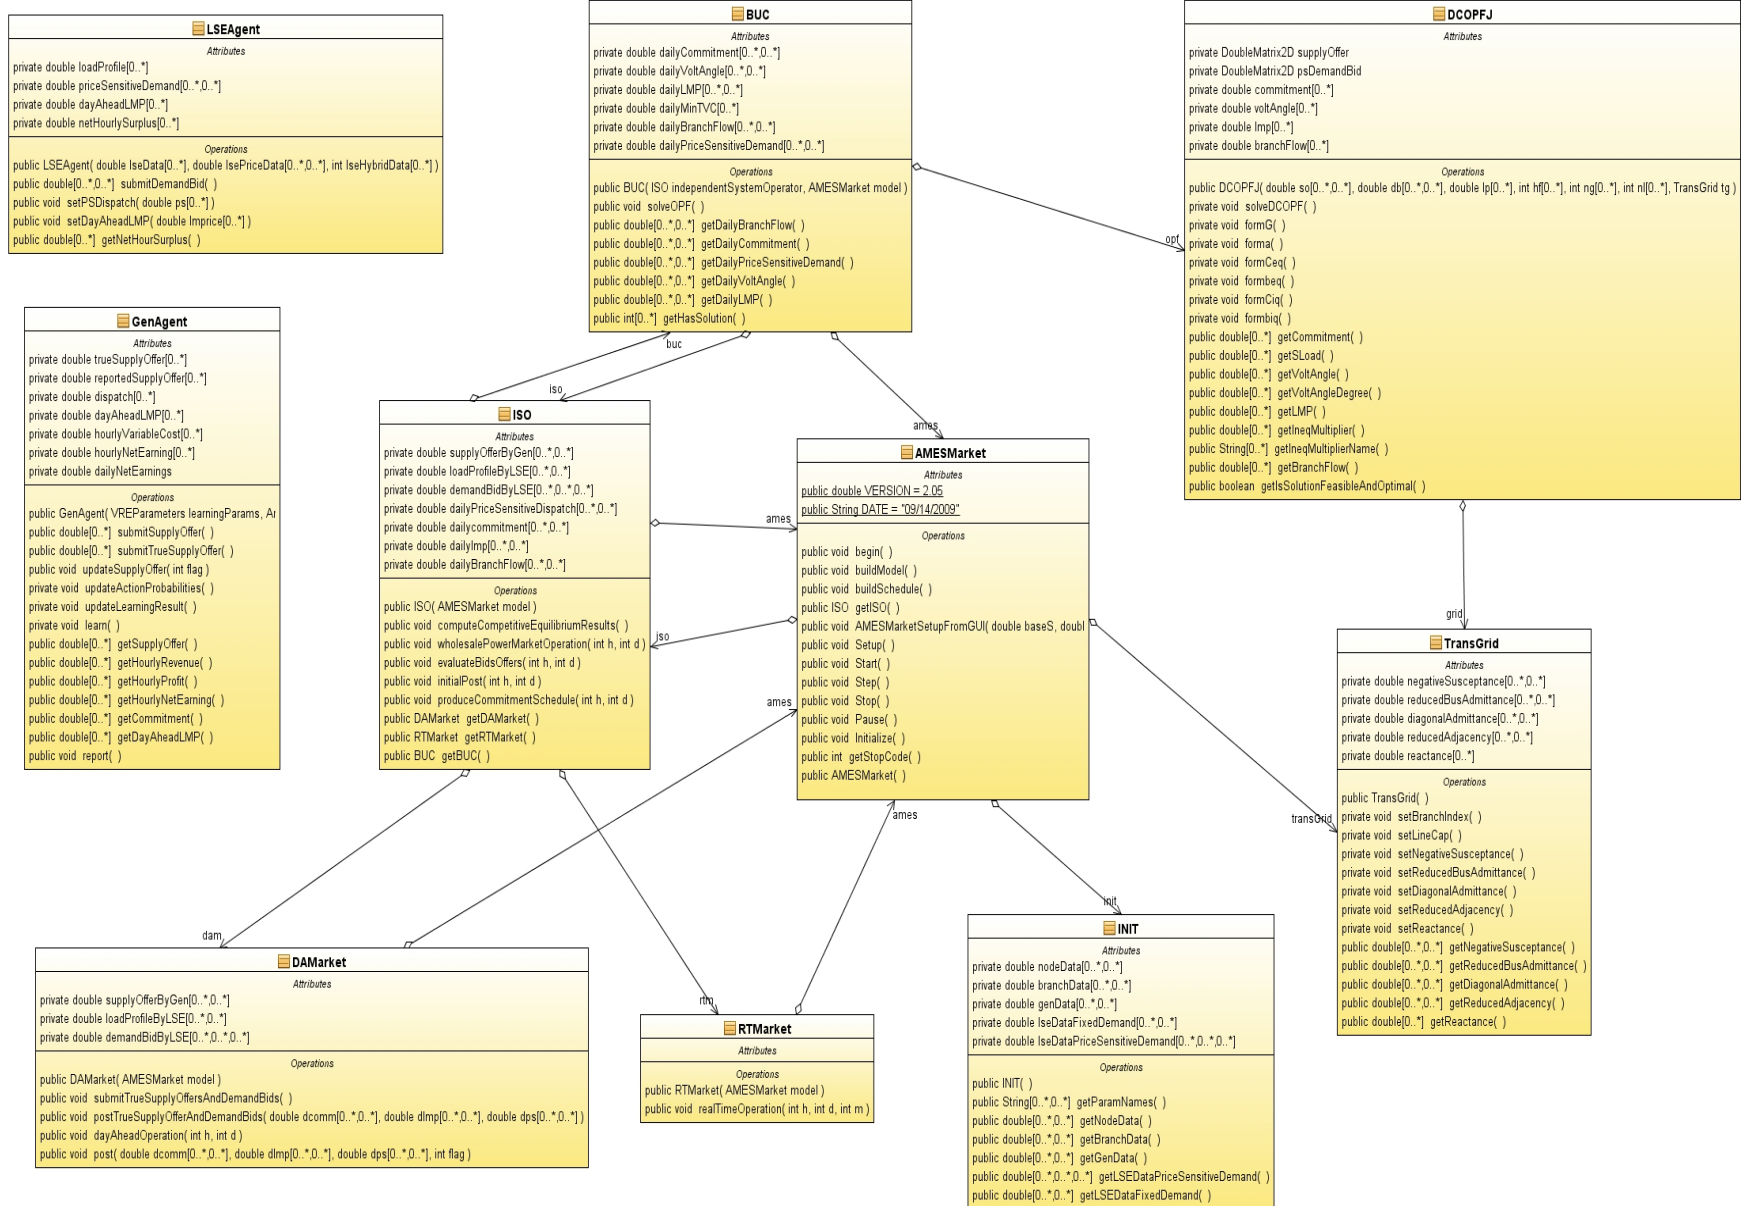 LSEAgent
Attributes
private double loadProfile[0..*]
private double priceSensitiveDemand[0..*,0..*]
private double dayAheadLMP[0..*]
private double netHourlySurplus[0..*]
Operations
public LSEAgent( double lseData[0..*], double lsePriceData[0..*,0..*], int lseHybridData[0..*] )
public double[0..*,0..*] submitDemandBid( )
public void setPSDispatch( double ps[0..*] )
public void setDayAheadLMP( double lmprice[0..*] )
public double[0..*] getNetHourSurplus( )
BUC
Attributes
private double dailyCommitment[0..*,0..*]
private double dailyVoltAngle[0..*,0..*]
private double dailyLMP[0..*,0..*]
private double dailyMinTVC[0..*]
private double dailyBranchFlow[0..*,0..*]
private double dailyPriceSensitiveDemand[0..*,0..*]
Operations
public BUC( ISO independentSystemOperator, AMESMarket model )
public void solveOPF( )
public double[0..*,0..*] getDailyBranchFlow( )
public double[0..*,0..*] getDailyCommitment( )
public double[0..*,0..*] getDailyPriceSensitiveDemand( )
public double[0..*,0..*] getDailyVoltAngle( )
public double[0..*,0..*] getDailyLMP( )
public int[0..*] getHasSolution( )
DCOPFJ
Attributes
private DoubleMatrix2D supplyOffer
private DoubleMatrix2D psDemandBid
private double commitment[0..*]
private double voltAngle[0..*]
private double lmp[0..*]
private double branchFlow[0..*]
Operations
public DCOPFJ( double so[0..*,0..*], double db[0..*,0..*], double lp[0..*], int hf[0..*], int ng[0..*], int nl[0..*], TransGrid tg )
private void solveDCOPF( )
private void formG( )
private void forma( )
private void formCeq( )
private void formbeq( )
private void formCiq( )
private void formbiq( )
public double[0..*] getCommitment( )
public double[0..*] getSLoad( )
public double[0..*] getVoltAngle( )
public double[0..*] getVoltAngleDegree( )
public double[0..*] getLMP( )
public double[0..*] getIneqMultiplier( )
public String[0..*] getIneqMultiplierName( )
public double[0..*] getBranchFlow( )
public boolean getIsSolutionFeasibleAndOptimal( )
opf
buc
iso
ames
GenAgent
Attributes
private double trueSupplyOffer[0..*]
private double reportedSupplyOffer[0..*]
private double dispatch[0..*]
private double dayAheadLMP[0..*]
private double hourlyVariableCost[0..*]
private double hourlyNetEarning[0..*]
private double dailyNetEarnings
Operations
public GenAgent( VREParameters learningParams, Ar
public double[0..*] submitSupplyOffer( )
public double[0..*] submitTrueSupplyOffer( )
public void updateSupplyOffer( int flag )
private void updateActionProbabilities( )
private void updateLearningResult( )
private void learn( )
public double[0..*] getSupplyOffer( )
public double[0..*] getHourlyRevenue( )
public double[0..*] getHourlyProfit( )
public double[0..*] getHourlyNetEarning( )
public double[0..*] getCommitment( )
public double[0..*] getDayAheadLMP( )
public void report( )
ISO
Attributes
private double supplyOfferByGen[0..*,0..*]
private double loadProfileByLSE[0..*,0..*]
private double demandBidByLSE[0..*,0..*,0..*]
private double dailyPriceSensitiveDispatch[0..*,0..*]
private double dailycommitment[0..*,0..*]
private double dailylmp[0..*,0..*]
private double dailyBranchFlow[0..*,0..*]
Operations
public ISO( AMESMarket model )
public void computeCompetitiveEquilibriumResults( )
public void wholesalePowerMarketOperation( int h, int d )
public void evaluateBidsOffers( int h, int d )
public void initialPost( int h, int d )
public void produceCommitmentSchedule( int h, int d )
public DAMarket getDAMarket( )
public RTMarket getRTMarket( )
public BUC getBUC( )
ames
iso
ames
AMESMarket
Attributes
public double VERSION = 2.05
public String DATE = "09/14/2009"
Operations
public void begin( )
public void buildModel( )
public void buildSchedule( )
public ISO getISO( )
public void AMESMarketSetupFromGUI( double baseS, doubl
public void Setup( )
public void Start( )
public void Step( )
public void Stop( )
public void Pause( )
public void Initialize( )
public int getStopCode( )
public AMESMarket( )
ames
grid
transGrid
TransGrid
Attributes
private double negativeSusceptance[0..*,0..*]
private double reducedBusAdmittance[0..*,0..*]
private double diagonalAdmittance[0..*,0..*]
private double reducedAdjacency[0..*,0..*]
private double reactance[0..*]
Operations
public TransGrid( )
private void setBranchIndex( )
private void setLineCap( )
private void setNegativeSusceptance( )
private void setReducedBusAdmittance( )
private void setDiagonalAdmittance( )
private void setReducedAdjacency( )
private void setReactance( )
public double[0..*,0..*] getNegativeSusceptance( )
public double[0..*,0..*] getReducedBusAdmittance( )
public double[0..*,0..*] getDiagonalAdmittance( )
public double[0..*,0..*] getReducedAdjacency( )
public double[0..*] getReactance( )
dam
DAMarket
Attributes
private double supplyOfferByGen[0..*,0..*]
private double loadProfileByLSE[0..*,0..*]
private double demandBidByLSE[0..*,0..*,0..*]
Operations
public DAMarket( AMESMarket model )
public void submitTrueSupplyOffersAndDemandBids( )
public void postTrueSupplyOfferAndDemandBids( double dcomm[0..*,0..*], double dlmp[0..*,0..*], double dps[0..*,0..*] )
public void dayAheadOperation( int h, int d )
public void post( double dcomm[0..*,0..*], double dlmp[0..*,0..*], double dps[0..*,0..*], int flag )
rtm
RTMarket
Attributes
Operations
public RTMarket( AMESMarket model )
public void realTimeOperation( int h, int d, int m )
init
INIT
Attributes
private double nodeData[0..*,0..*]
private double branchData[0..*,0..*]
private double genData[0..*,0..*]
private double lseDataFixedDemand[0..*,0..*]
private double lseDataPriceSensitiveDemand[0..*,0..*,0..*]
Operations
public INIT( )
public String[0..*,0..*] getParamNames( )
public double[0..*,0..*] getNodeData( )
public double[0..*,0..*] getBranchData( )
public double[0..*,0..*] getGenData( )
public double[0..*,0..*,0..*] getLSEDataPriceSensitiveDemand( )
public double[0..*,0..*] getLSEDataFixedDemand( )